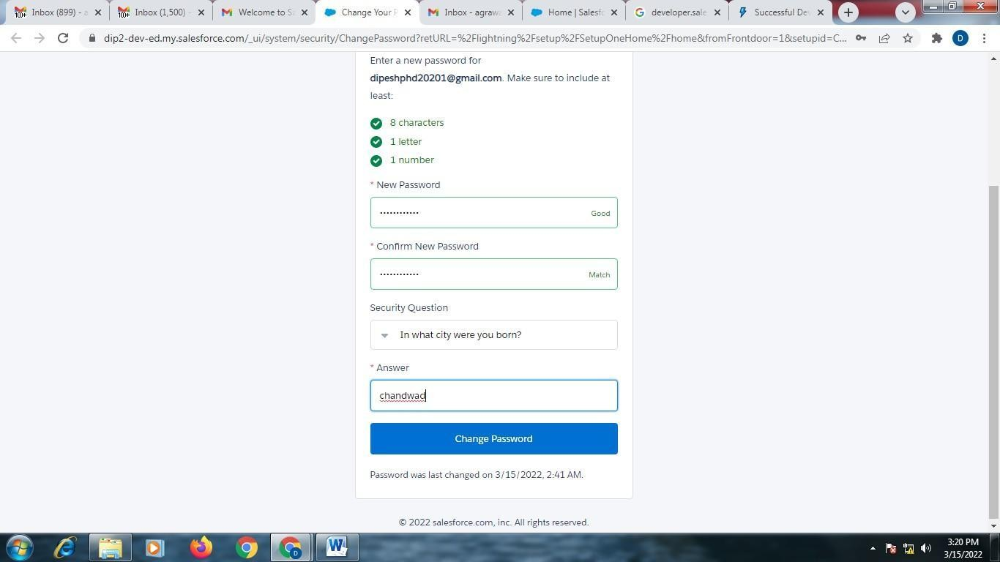 100+ Inbox (899) - a
100+ Inbox (1,500) -
Welcome to Sa
Change Your P
Inbox - agrawa
Home | Salesfo
developer.sale
Successful Dev
dip2-dev-ed.my.salesforce.com/_ui/system/security/ChangePassword?retURL=%2Flightning%2Fsetup%2FSetupOneHome%2Fhome&fromFrontdoor=1&setupid=C...
D
Enter a new password for
dipeshphd20201@gmail.com. Make sure to include at
least:
8 characters
1 letter
1 number
* New Password
•••••••••••• Good
* Confirm New Password
•••••••••••• Match
Security Question
In what city were you born?
* Answer
chandwad
Change Password
Password was last changed on 3/15/2022, 2:41 AM.
© 2022 salesforce.com, inc. All rights reserved.
D
W
3:20 PM
3/15/2022